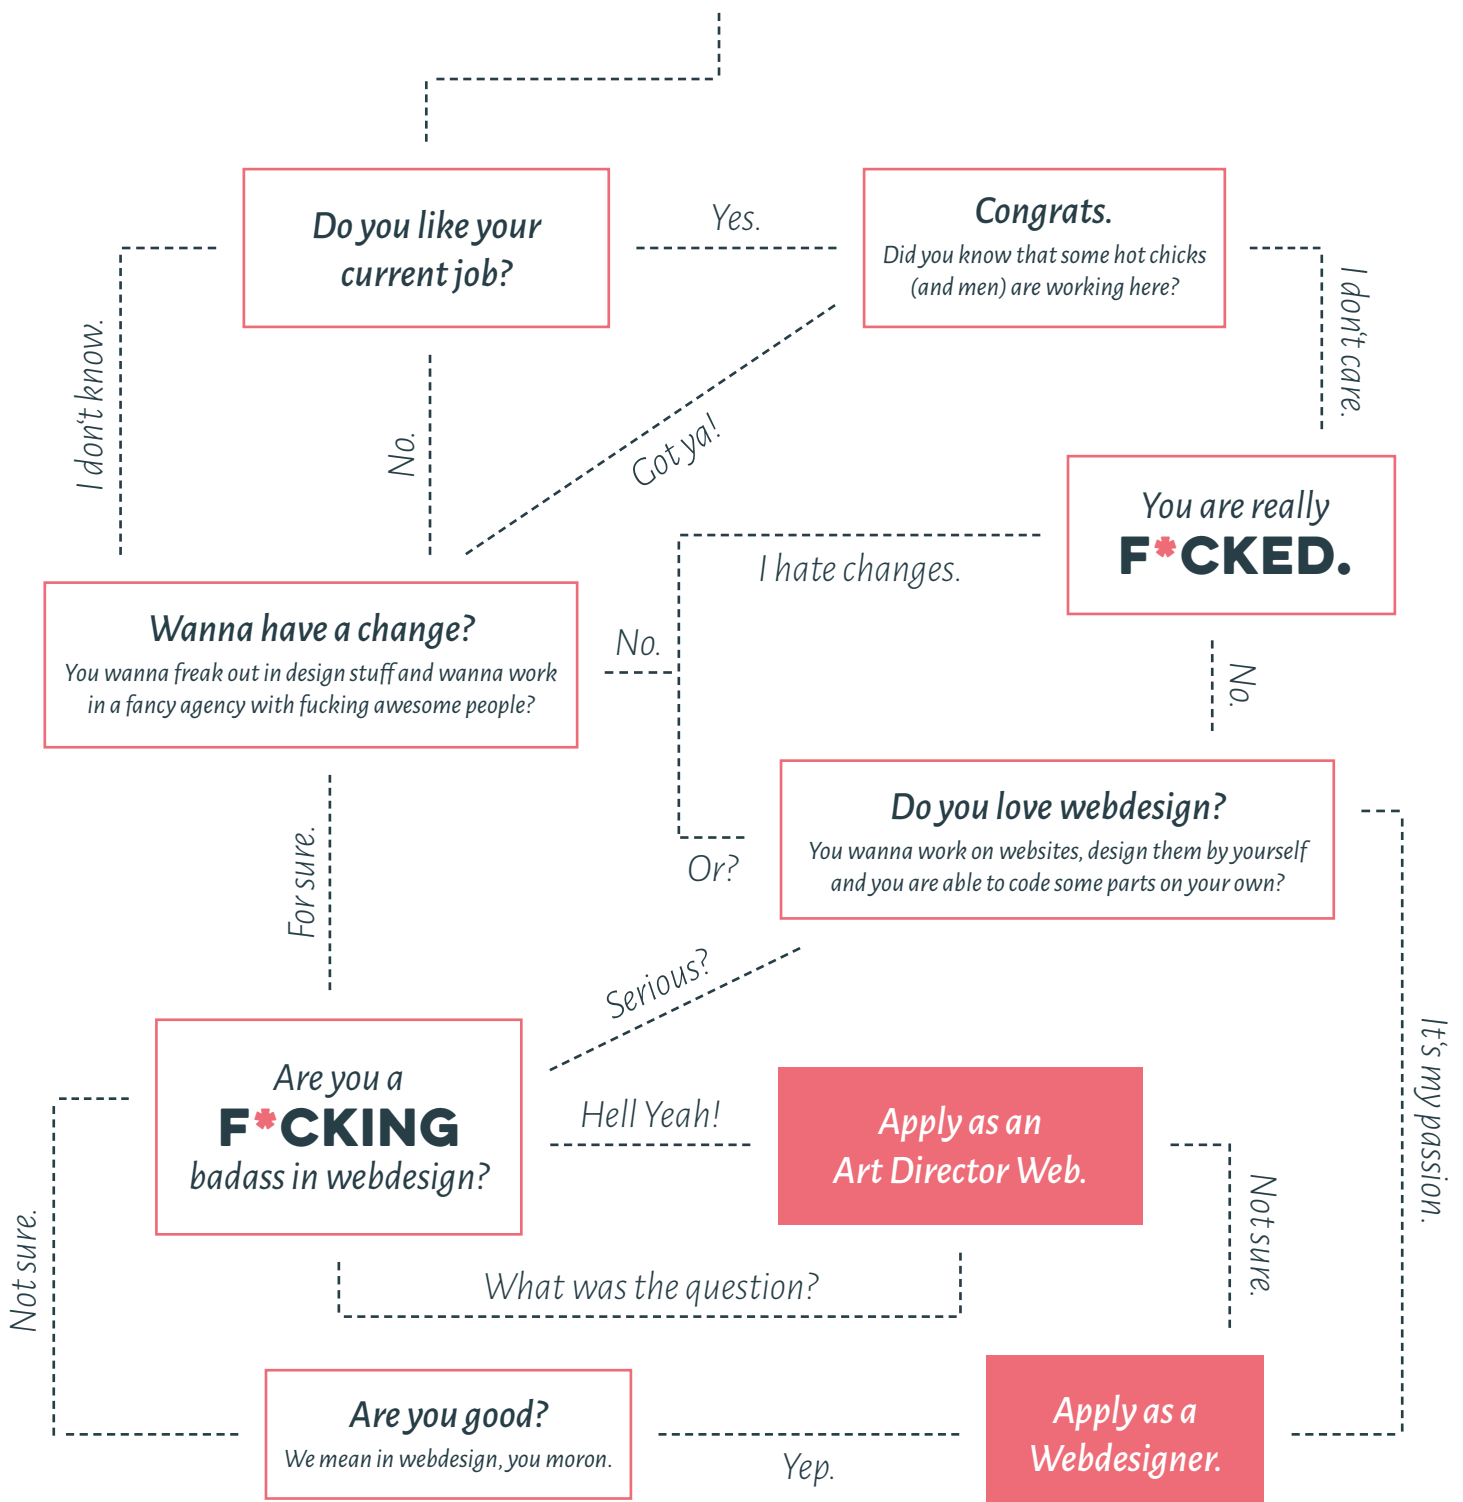 Do you like your
current job?
Yes.
Congrats.
Did you know that some hot chicks
(and men) are working here?
I don‘t know.
No.
Got ya!
I don‘t care.
You are really
F*CKED.
I hate changes.
Wanna have a change?
You wanna freak out in design stuff and wanna work
in a fancy agency with fucking awesome people?
No.
No.
Do you love webdesign?
You wanna work on websites, design them by yourself
and you are able to code some parts on your own?
Or?
For sure.
Serious?
It‘s my passion.
Are you a
F*CKING
badass in webdesign?
Hell Yeah!
Apply as an
Art Director Web.
Not sure.
Not sure.
What was the question?
Are you good?
We mean in webdesign, you moron.
Yep.
Apply as a
Webdesigner.